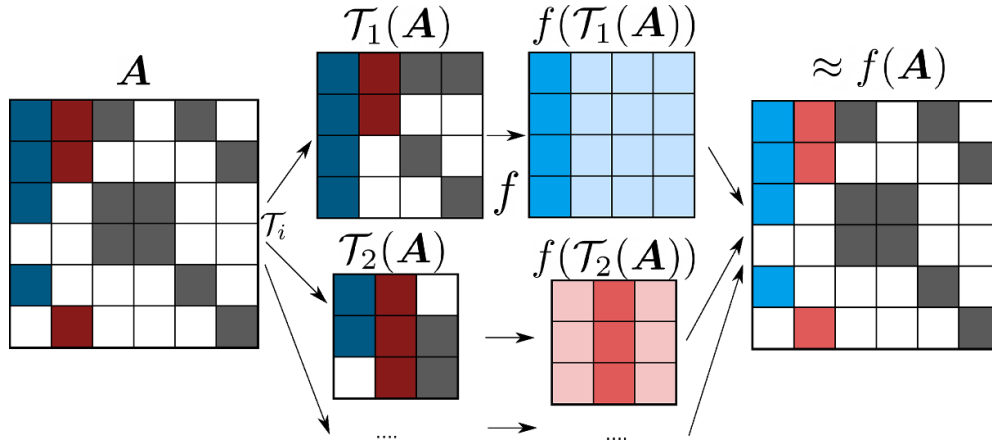 A
𝒯₁(A)
f(𝒯₁(A))
≈ f(A)
𝒯ᵢ
f
𝒯₂(A)
f(𝒯₂(A))
....
....